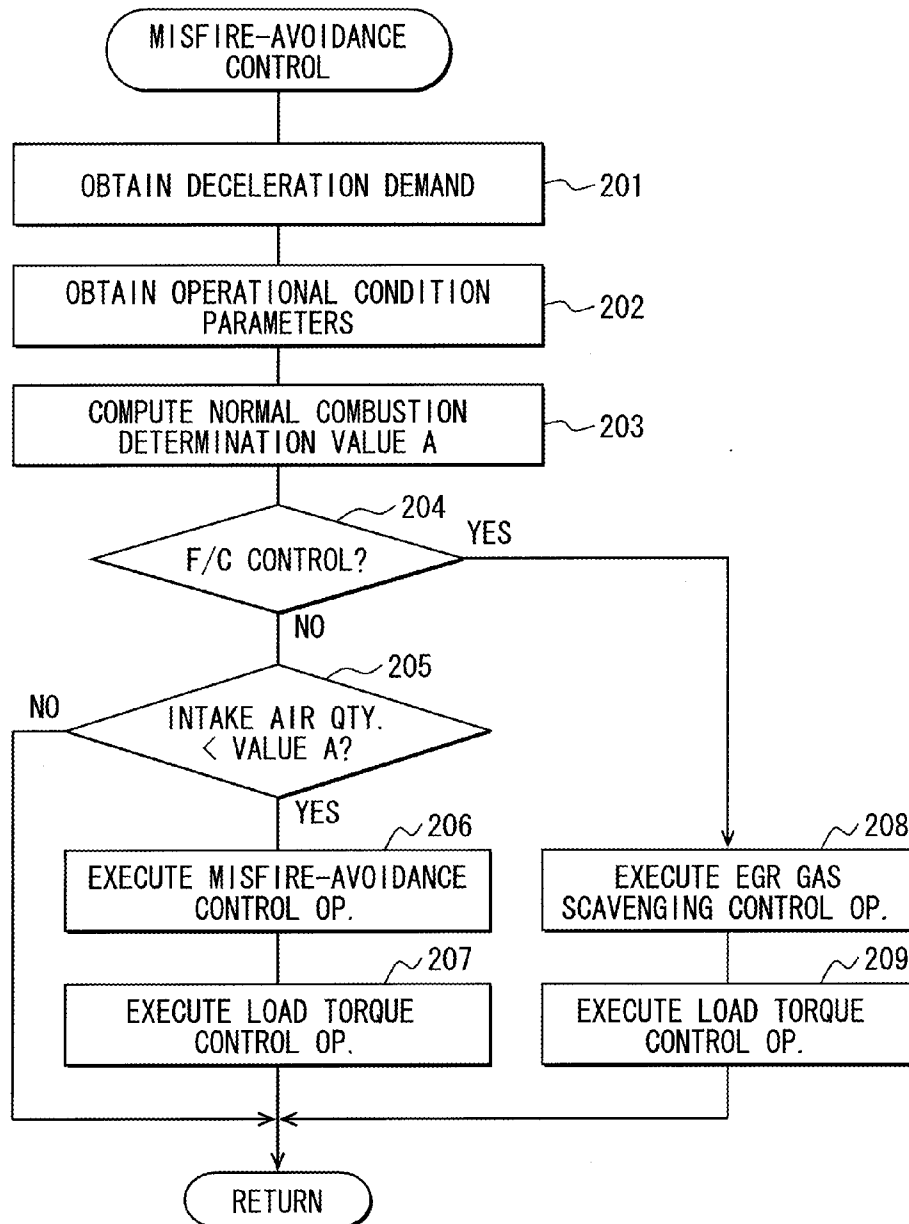 MISFIRE-AVOIDANCE
CONTROL
OBTAIN DECELERATION DEMAND
201
OBTAIN OPERATIONAL CONDITION
PARAMETERS
202
COMPUTE NORMAL COMBUSTION
DETERMINATION VALUE A
203
204
F/C CONTROL?
YES
NO
205
NO
INTAKE AIR QTY.
< VALUE A?
YES
206
EXECUTE MISFIRE-AVOIDANCE
CONTROL OP.
208
EXECUTE EGR GAS
SCAVENGING CONTROL OP.
207
EXECUTE LOAD TORQUE
CONTROL OP.
209
EXECUTE LOAD TORQUE
CONTROL OP.
RETURN